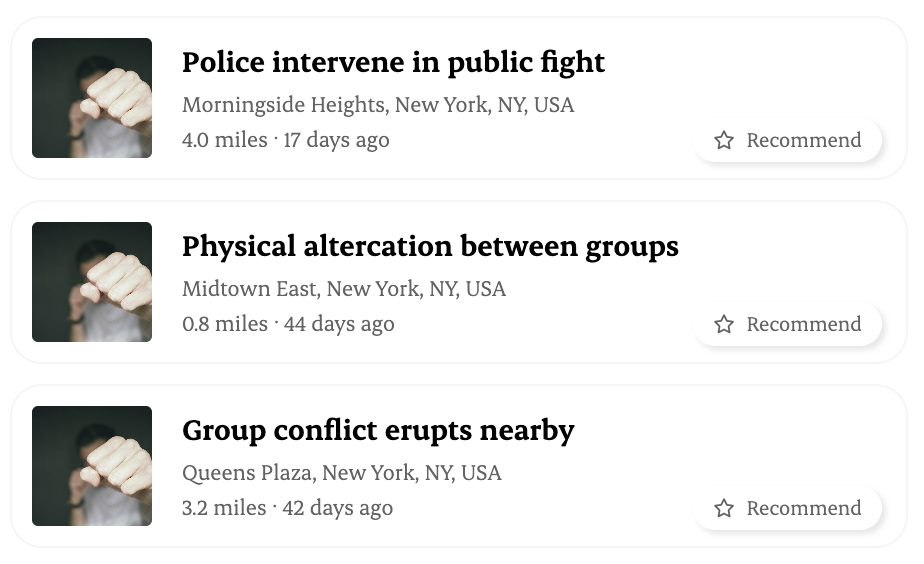 Police intervene in public fight
Morningside Heights, New York, NY, USA
4.0 miles · 17 days ago
Recommend
Physical altercation between groups
Midtown East, New York, NY, USA
0.8 miles · 44 days ago
Recommend
Group conflict erupts nearby
Queens Plaza, New York, NY, USA
3.2 miles · 42 days ago
Recommend